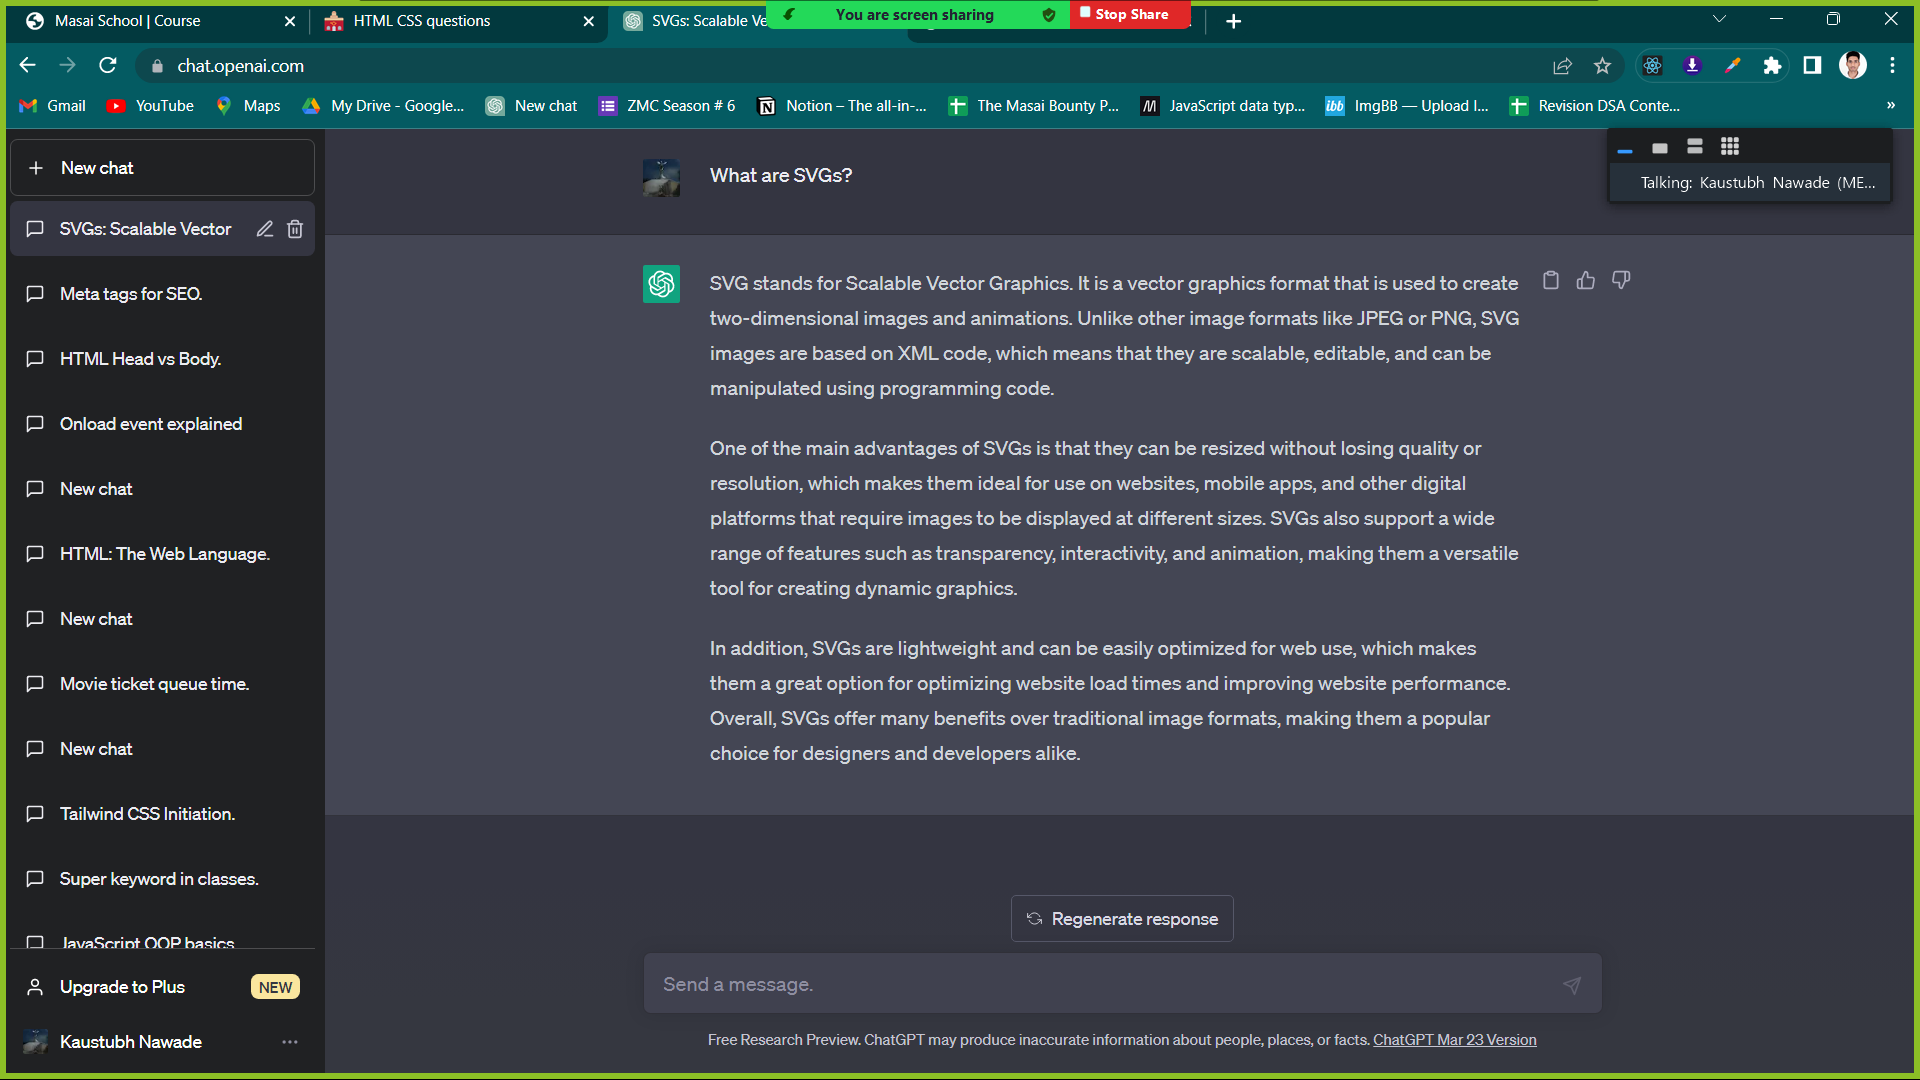 Masai School | Course
HTML CSS questions
SVGs: Scalable Ve
You are screen sharing
Stop Share
chat.openai.com
Gmail
YouTube
Maps
My Drive - Google...
New chat
ZMC Season # 6
Notion – The all-in-...
The Masai Bounty P...
JavaScript data typ...
ibb
ImgBB — Upload I...
Revision DSA Conte...
»
Talking: Kaustubh Nawade (ME...
New chat
SVGs: Scalable Vector
Meta tags for SEO.
HTML Head vs Body.
Onload event explained
New chat
HTML: The Web Language.
New chat
Movie ticket queue time.
New chat
Tailwind CSS Initiation.
Super keyword in classes.
JavaScript OOP basics
Upgrade to Plus
NEW
Kaustubh Nawade
What are SVGs?
SVG stands for Scalable Vector Graphics. It is a vector graphics format that is used to create
two-dimensional images and animations. Unlike other image formats like JPEG or PNG, SVG
images are based on XML code, which means that they are scalable, editable, and can be
manipulated using programming code.
One of the main advantages of SVGs is that they can be resized without losing quality or
resolution, which makes them ideal for use on websites, mobile apps, and other digital
platforms that require images to be displayed at different sizes. SVGs also support a wide
range of features such as transparency, interactivity, and animation, making them a versatile
tool for creating dynamic graphics.
In addition, SVGs are lightweight and can be easily optimized for web use, which makes
them a great option for optimizing website load times and improving website performance.
Overall, SVGs offer many benefits over traditional image formats, making them a popular
choice for designers and developers alike.
Regenerate response
Send a message.
Free Research Preview. ChatGPT may produce inaccurate information about people, places, or facts. ChatGPT Mar 23 Version